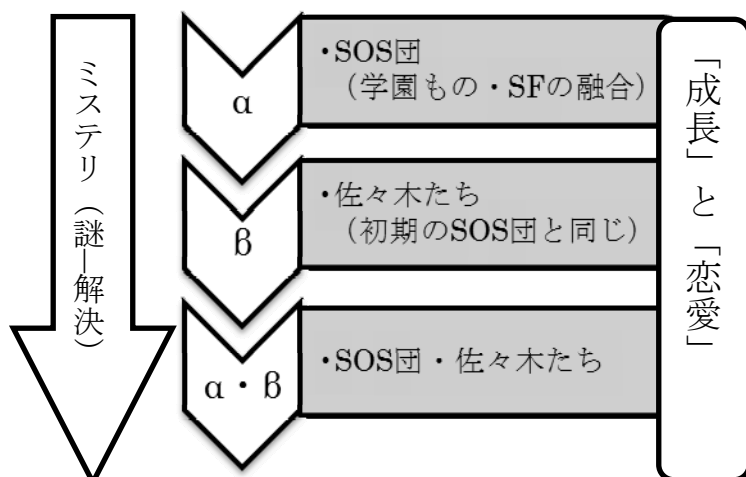 ミステリ（謎―解決）
α
・SOS団
（学園もの・SFの融合）
β
・佐々木たち
（初期のSOS団と同じ）
α・β
・SOS団・佐々木たち
「成長」と「恋愛」